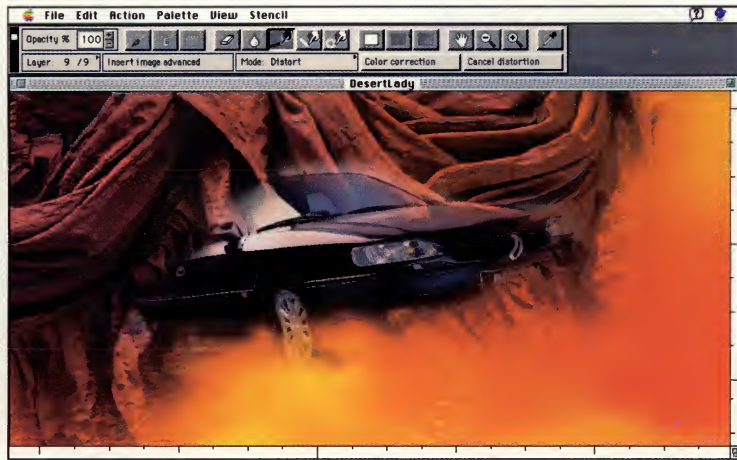 File Edit Action Palette View Stencil
Opacity % 100
Layer: 9 /9 Insert image advanced Mode: Distort Color correction Cancel distortion
DesertLady